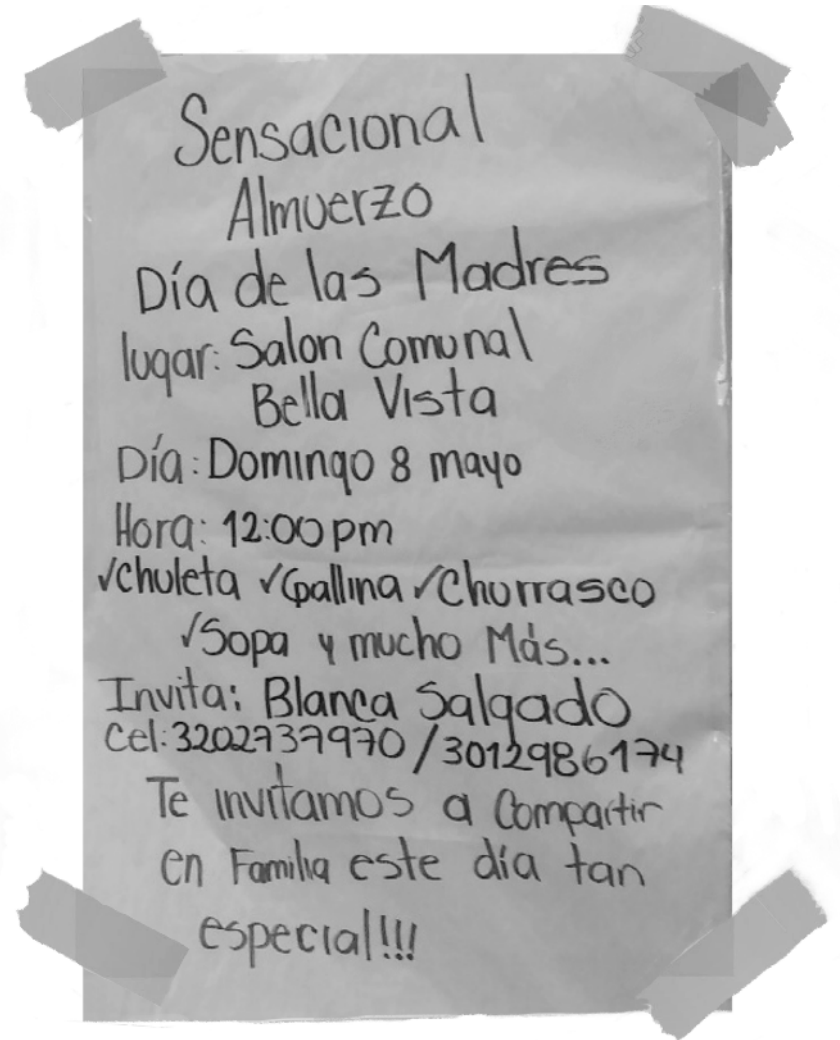 Sensacional
Almuerzo
Día de las Madres
lugar: Salon Comunal
Bella Vista
Día: Domingo 8 mayo
Hora: 12:00 pm
✓Chuleta ✓Gallina ✓Churrasco
✓Sopa y mucho Más...
Invita: Blanca Salgado
Cel: 3202737970 / 3012986174
Te invitamos a Compartir
en Familia este día tan
especial!!!